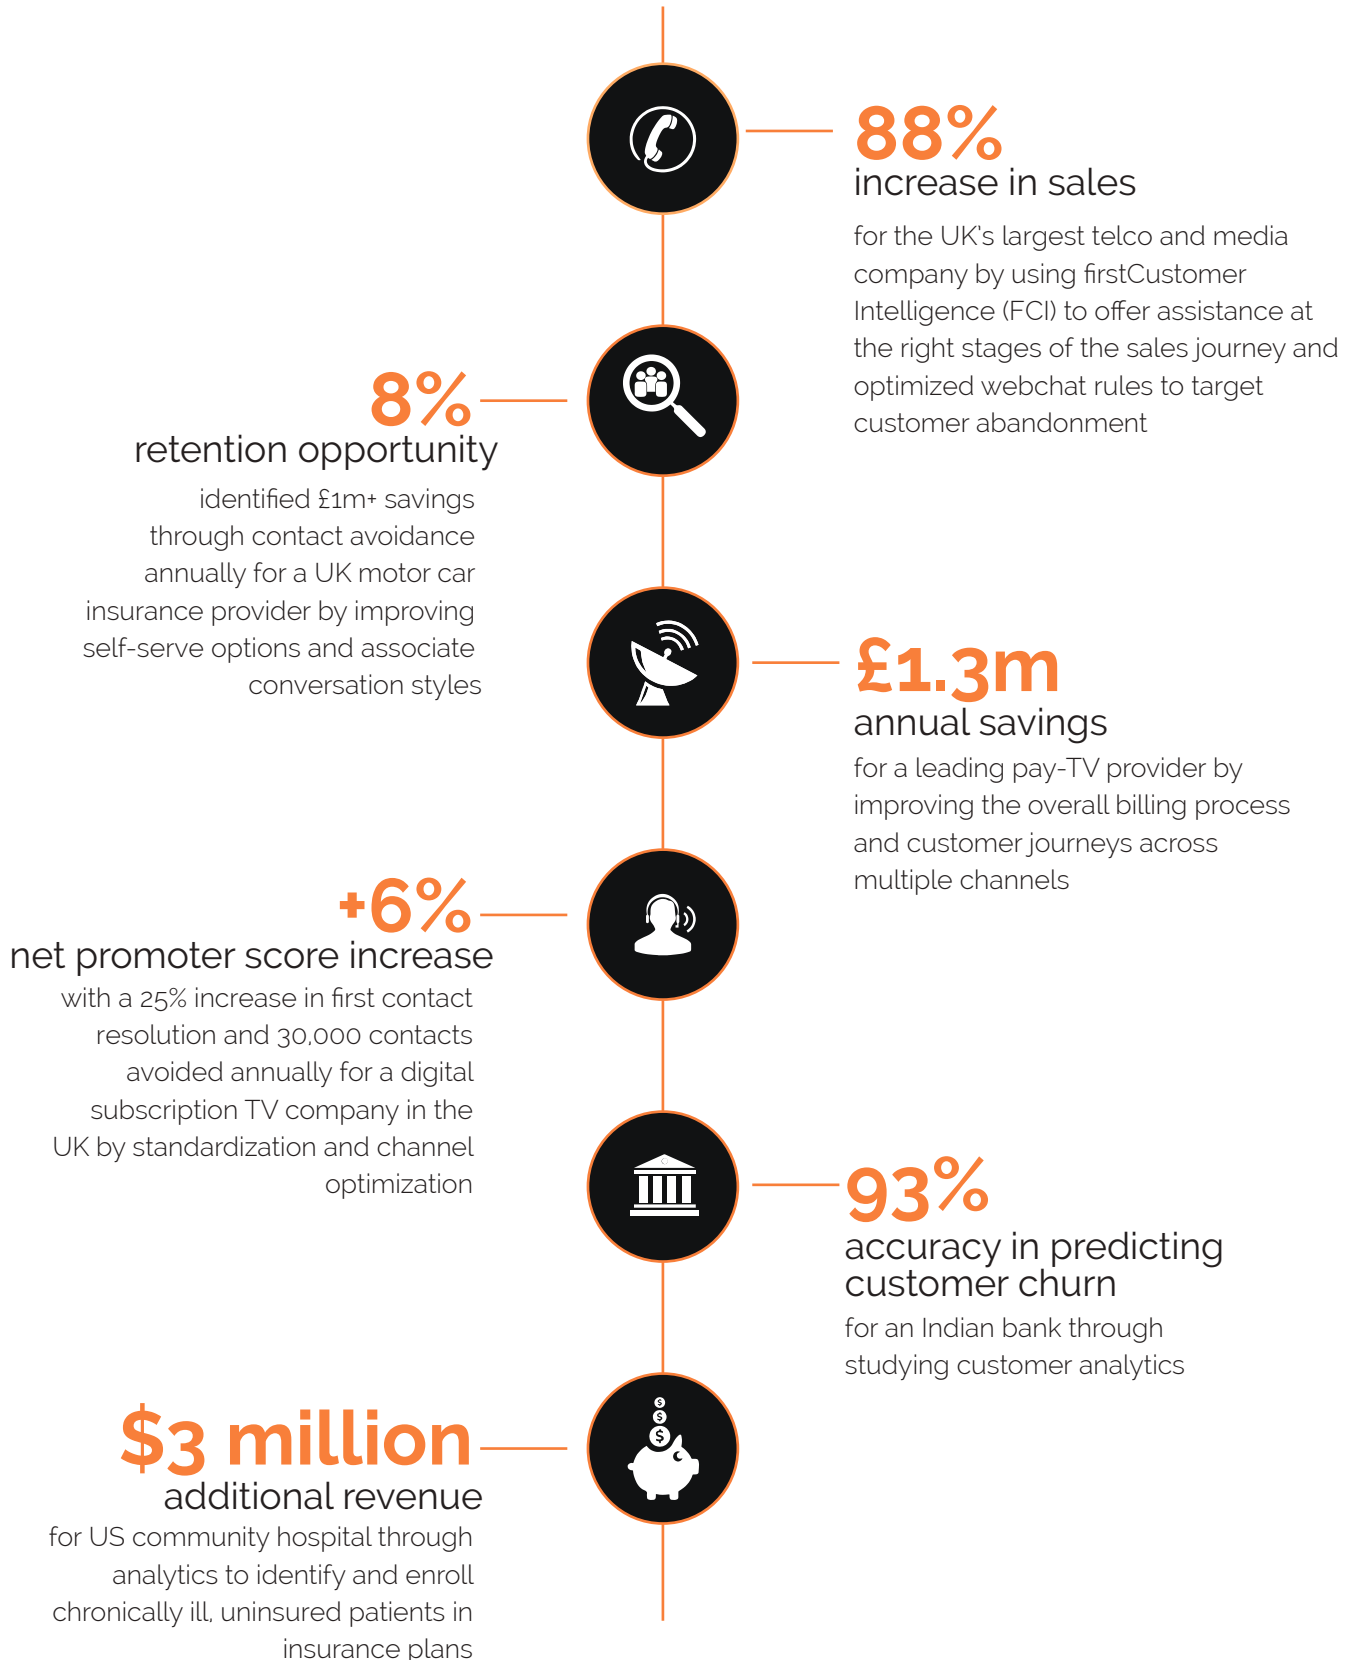 88%
increase in sales
for the UK's largest telco and media
company by using firstCustomer
Intelligence (FCI) to offer assistance at
the right stages of the sales journey and
optimized webchat rules to target
customer abandonment
8%
retention opportunity
identified £1m+ savings
through contact avoidance
annually for a UK motor car
insurance provider by improving
self-serve options and associate
conversation styles
£1.3m
annual savings
for a leading pay-TV provider by
improving the overall billing process
and customer journeys across
multiple channels
+6%
net promoter score increase
with a 25% increase in first contact
resolution and 30,000 contacts
avoided annually for a digital
subscription TV company in the
UK by standardization and channel
optimization
93%
accuracy in predicting
customer churn
for an Indian bank through
studying customer analytics
$3 million
additional revenue
for US community hospital through
analytics to identify and enroll
chronically ill, uninsured patients in
insurance plans
$
$
$